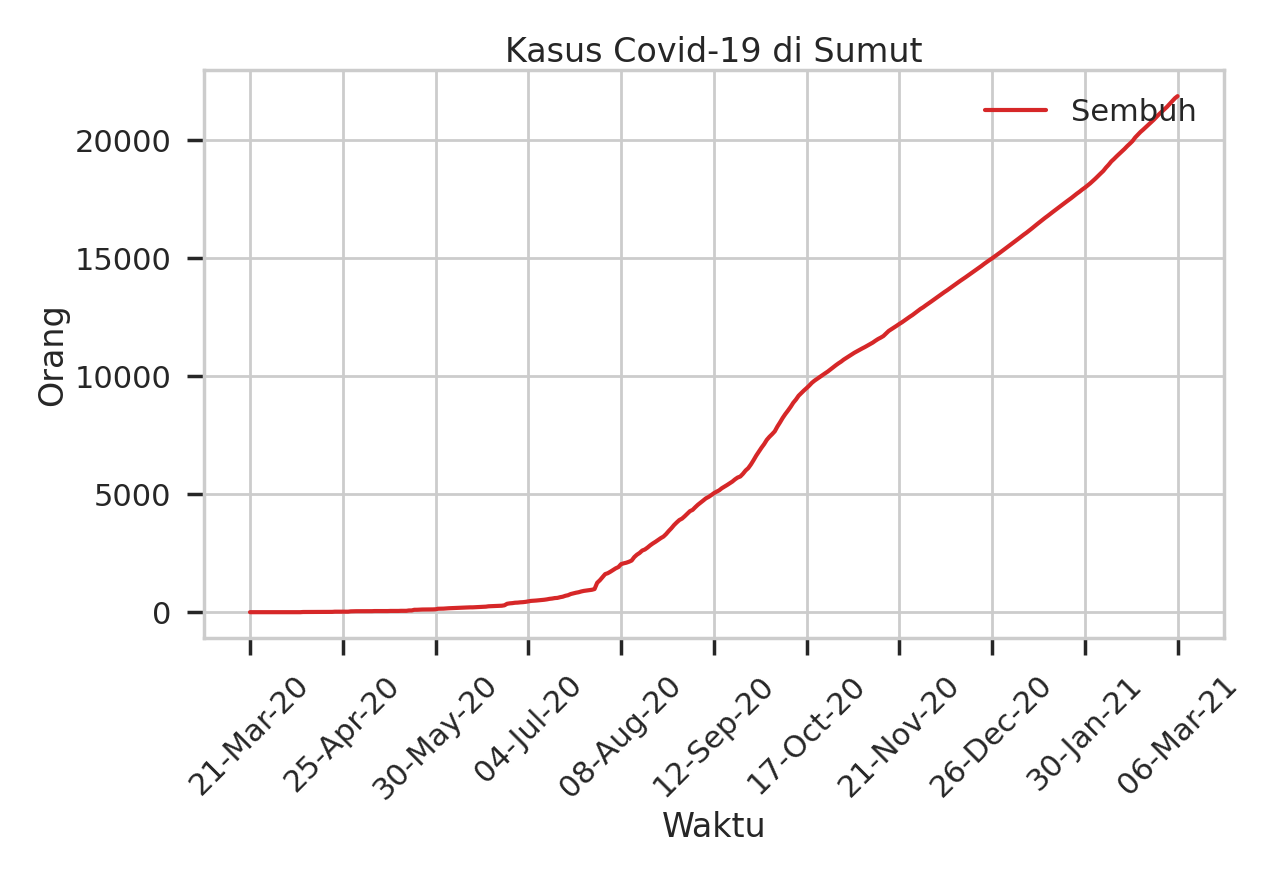 Kasus Covid-19 di Sumut
Sembuh
Orang
20000
15000
10000
5000
0
21-Mar-20
25-Apr-20
30-May-20
04-Jul-20
08-Aug-20
12-Sep-20
17-Oct-20
21-Nov-20
26-Dec-20
30-Jan-21
06-Mar-21
Waktu